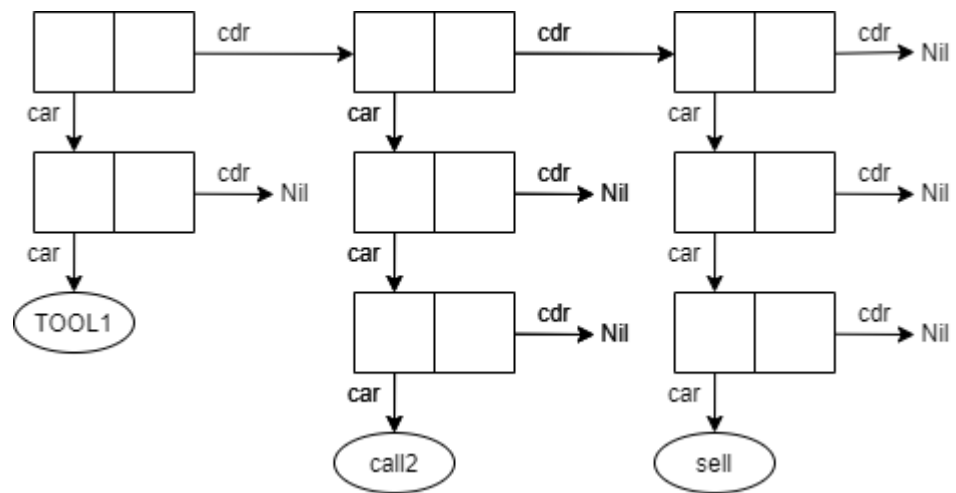 cdr cdr cdr
Nil
car car car
cdr cdr cdr
Nil Nil Nil
car car car
TOOL1
cdr cdr
Nil Nil
car car
call2 sell